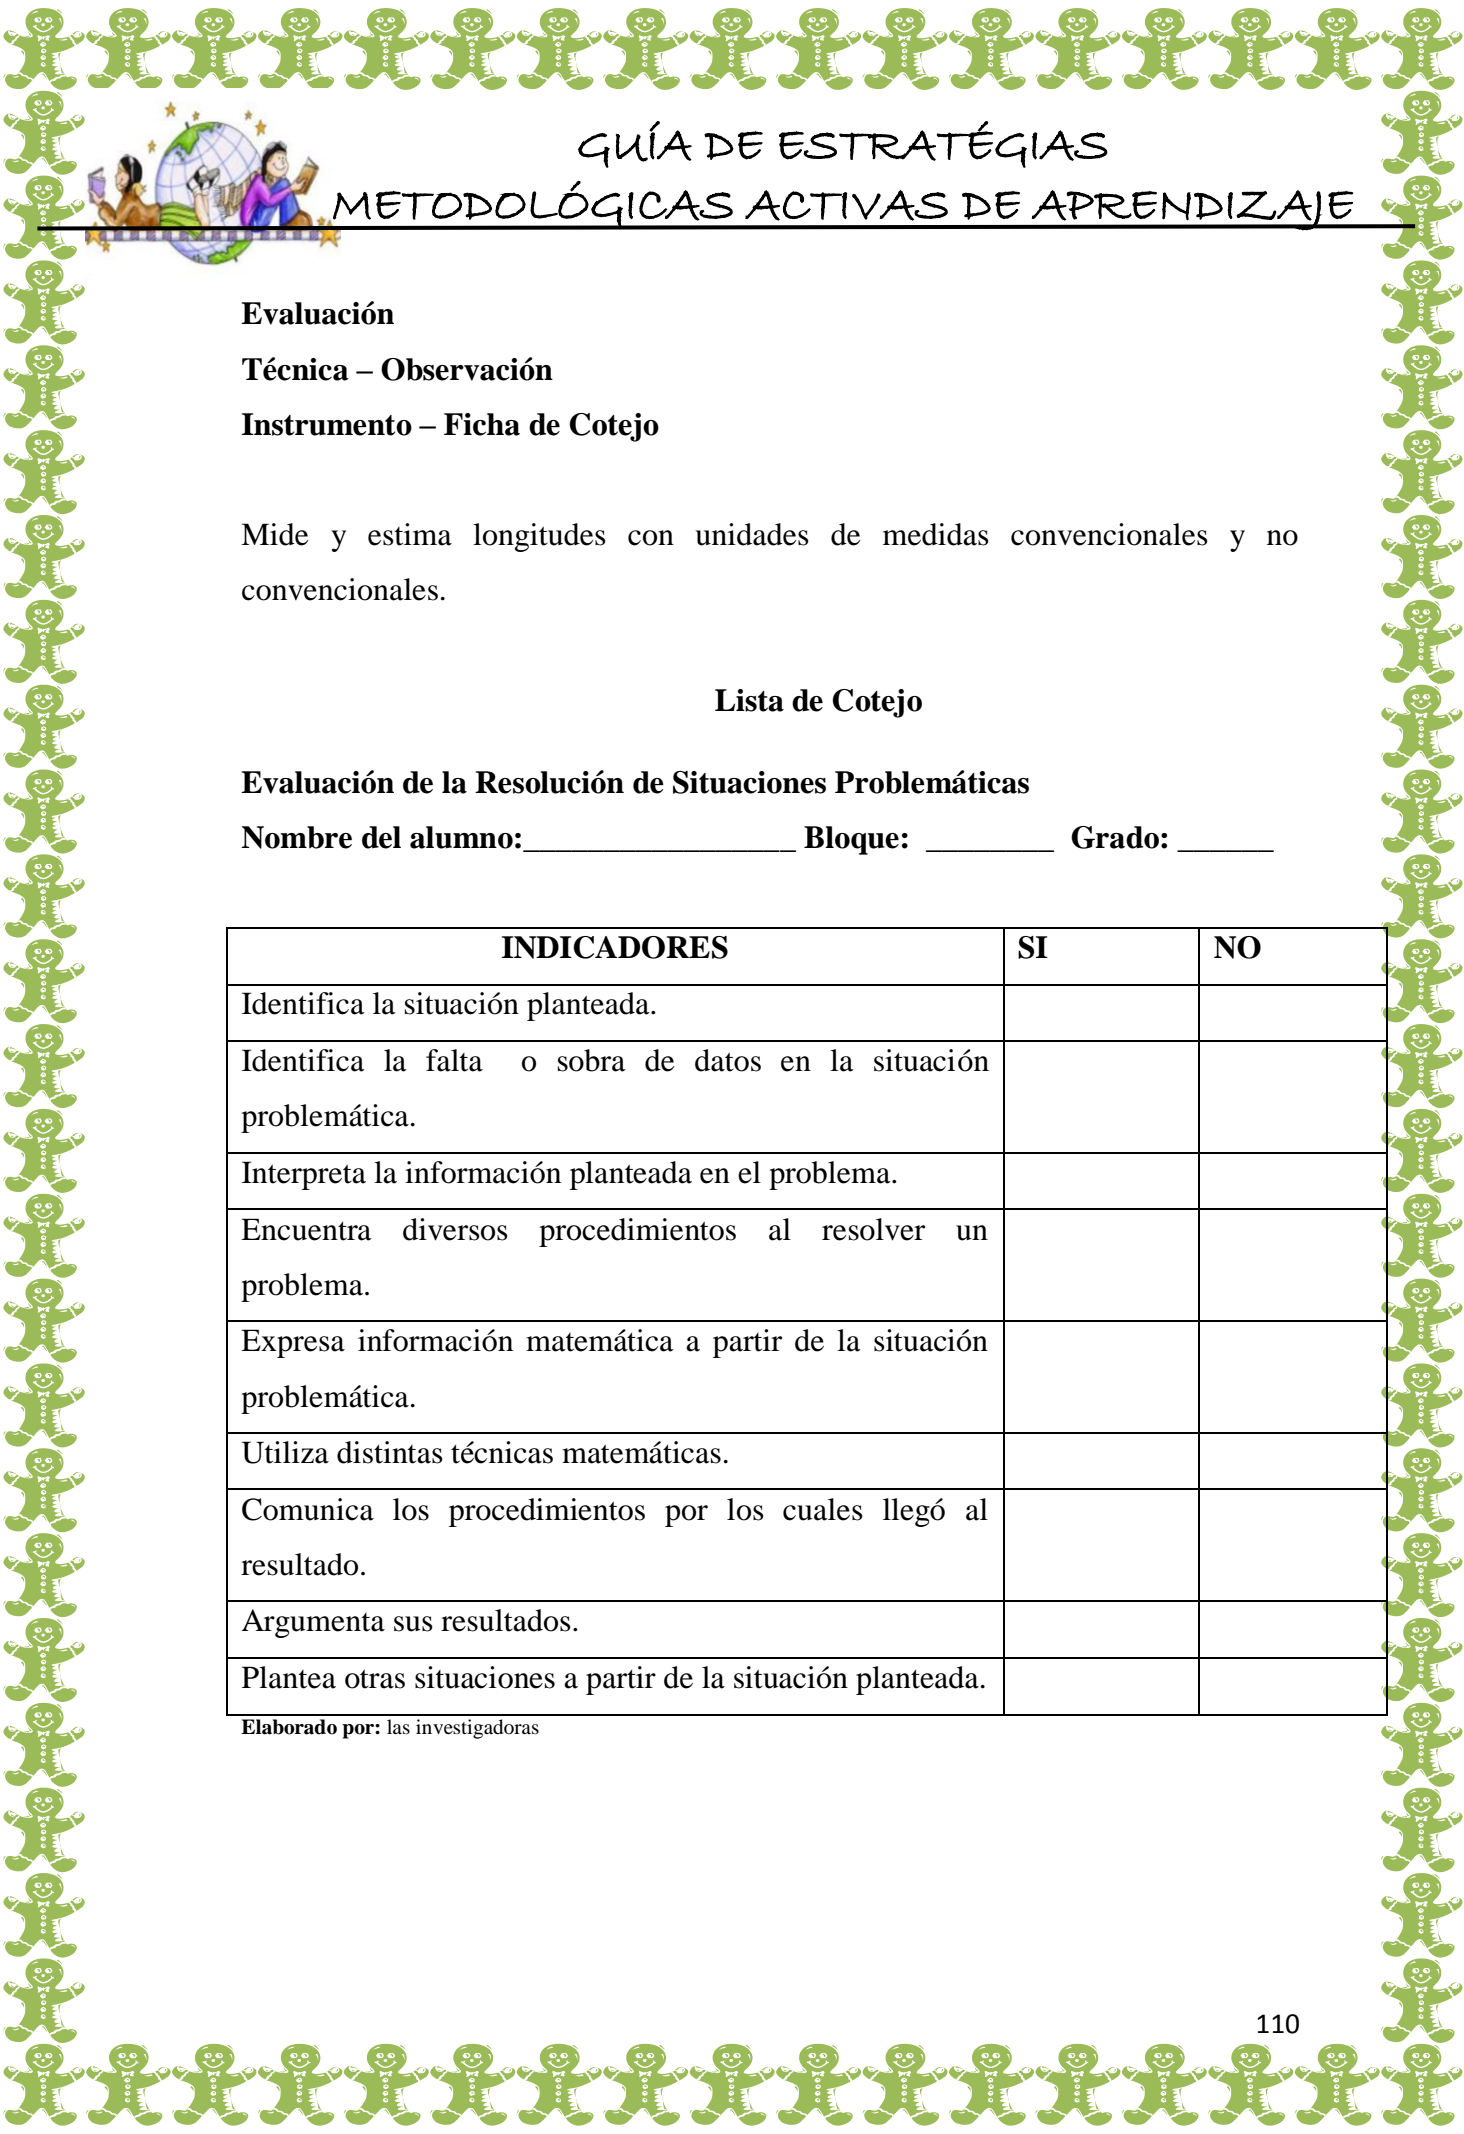 GUÍA DE ESTRATÉGIAS
METODOLÓGICAS ACTIVAS DE APRENDIZAJE
Evaluación
Técnica – Observación
Instrumento – Ficha de Cotejo
Mide y estima longitudes con unidades de medidas convencionales y no
convencionales.
Lista de Cotejo
Evaluación de la Resolución de Situaciones Problemáticas
Nombre del alumno:_________________ Bloque: ________ Grado: ______
INDICADORES SI NO
Identifica la situación planteada.
Identifica la falta o sobra de datos en la situación
problemática.
Interpreta la información planteada en el problema.
Encuentra diversos procedimientos al resolver un
problema.
Expresa información matemática a partir de la situación
problemática.
Utiliza distintas técnicas matemáticas.
Comunica los procedimientos por los cuales llegó al
resultado.
Argumenta sus resultados.
Plantea otras situaciones a partir de la situación planteada.
Elaborado por: las investigadoras
110